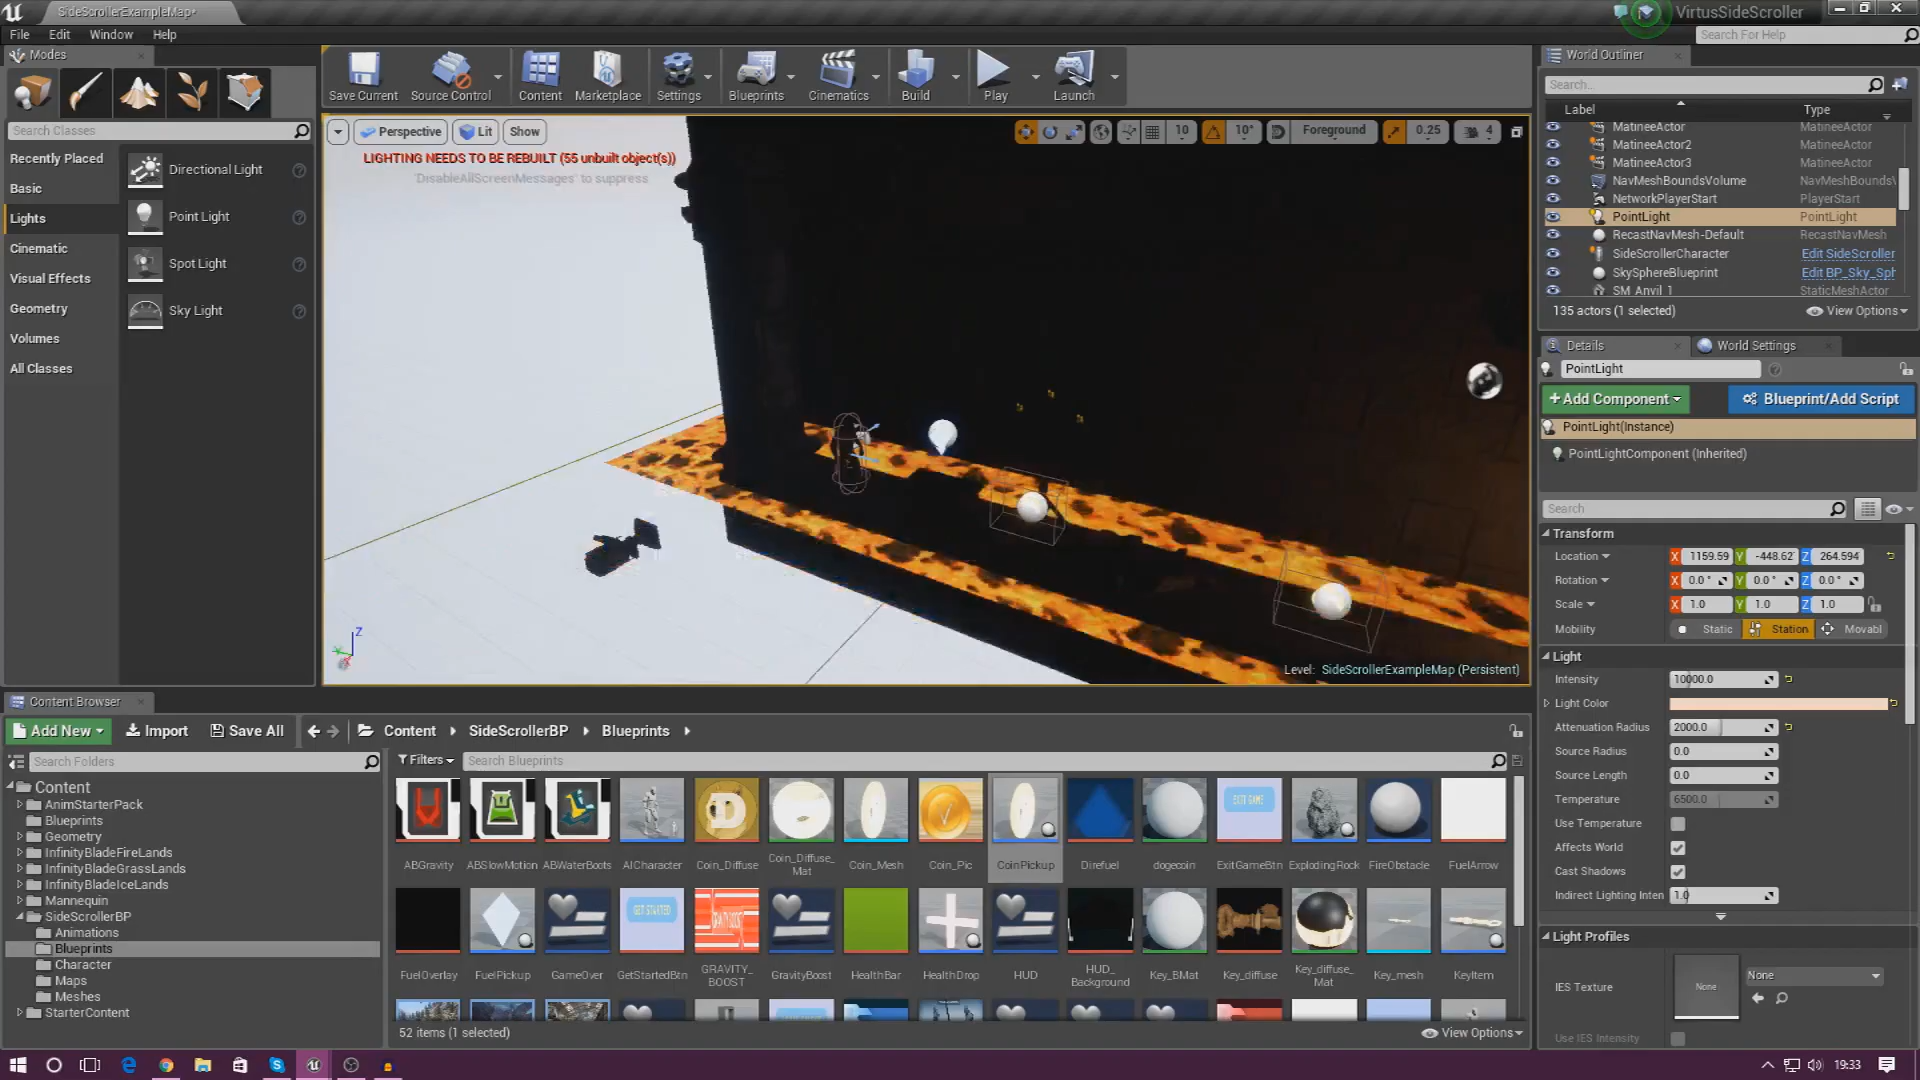 SideScrollerExampleMap*
VirtusSideScroller
File Edit Window Help
Search For Help
Modes
Search Classes
Recently Placed
Basic
Lights
Cinematic
Visual Effects
Geometry
Volumes
All Classes
Directional Light
Point Light
Spot Light
Sky Light
Save Current
Source Control
Content
Marketplace
Settings
Blueprints
Cinematics
Build
Play
Launch
Perspective Lit Show
10 10° Foreground 0.25 4
LIGHTING NEEDS TO BE REBUILT (55 unbuilt object(s))
'DisableAllScreenMessages' to suppress
Z
Level: SideScrollerExampleMap (Persistent)
World Outliner
Search...
Label Type
MatineeActor MatineeActor
MatineeActor2 MatineeActor
MatineeActor3 MatineeActor
NavMeshBoundsVolume NavMeshBoundsV
NetworkPlayerStart PlayerStart
PointLight PointLight
RecastNavMesh-Default RecastNavMesh
SideScrollerCharacter Edit SideScroller
SkySphereBlueprint Edit BP_Sky_Sph
SM_Anvil_1 StaticMeshActor
135 actors (1 selected) View Options
Details World Settings
PointLight
+Add Component Blueprint/Add Script
PointLight(Instance)
PointLightComponent (Inherited)
Search
Transform
Location X 1159.59 Y -448.62 Z 264.594
Rotation X 0.0° Y 0.0° Z 0.0°
Scale X 1.0 Y 1.0 Z 1.0
Mobility Static Station Movabl
Light
Intensity 10000.0
Light Color
Attenuation Radius 2000.0
Source Radius 0.0
Source Length 0.0
Temperature 6500.0
Use Temperature
Affects World
Cast Shadows
Indirect Lighting Inten 1.0
Light Profiles
IES Texture None None
Use IES Intensity
Content Browser
Add New Import Save All Content SideScrollerBP Blueprints
Search Folders
Filters Search Blueprints
Content
AnimStarterPack
Blueprints
Geometry
InfinityBladeFireLands
InfinityBladeGrassLands
InfinityBladeIceLands
Mannequin
SideScrollerBP
Animations
Blueprints
Character
Maps
Meshes
StarterContent
D
EXIT GAME
ABGravity ABSlowMotion ABWaterBoots AICharacter Coin_Diffuse Coin_Diffuse_Mat Coin_Mesh Coin_Pic CoinPickup Direfuel dogecoin ExitGameBtn ExplodingRock FireObstacle FuelArrow
GET STARTED
GRAVITY BOOST
FuelOverlay FuelPickup GameOver GetStartedBtn GRAVITY_BOOST GravityBoost HealthBar HealthDrop HUD HUD_Background Key_BMat Key_diffuse Key_diffuse_Mat Key_mesh KeyItem
52 items (1 selected) View Options
19:33